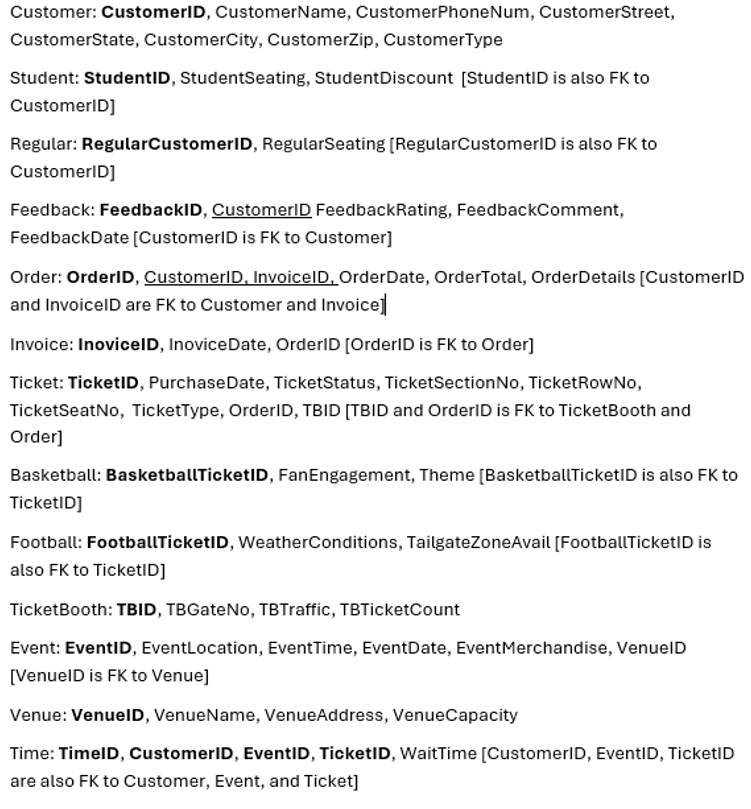 Customer: CustomerID, CustomerName, CustomerPhoneNum, CustomerStreet,
CustomerState, CustomerCity, CustomerZip, CustomerType
Student: StudentID, StudentSeating, StudentDiscount [StudentID is also FK to
CustomerID]
Regular: RegularCustomerID, RegularSeating [RegularCustomerID is also FK to
CustomerID]
Feedback: FeedbackID, CustomerID FeedbackRating, FeedbackComment,
FeedbackDate [CustomerID is FK to Customer]
Order: OrderID, CustomerID, InvoiceID, OrderDate, OrderTotal, OrderDetails [CustomerID
and InvoiceID are FK to Customer and Invoice]
Invoice: InoviceID, InoviceDate, OrderID [OrderID is FK to Order]
Ticket: TicketID, PurchaseDate, TicketStatus, TicketSectionNo, TicketRowNo,
TicketSeatNo, TicketType, OrderID, TBID [TBID and OrderID is FK to TicketBooth and
Order]
Basketball: BasketballTicketID, FanEngagement, Theme [BasketballTicketID is also FK to
TicketID]
Football: FootballTicketID, WeatherConditions, TailgateZoneAvail [FootballTicketID is
also FK to TicketID]
TicketBooth: TBID, TBGateNo, TBTraffic, TBTicketCount
Event: EventID, EventLocation, EventTime, EventDate, EventMerchandise, VenueID
[VenueID is FK to Venue]
Venue: VenueID, VenueName, VenueAddress, VenueCapacity
Time: TimeID, CustomerID, EventID, TicketID, WaitTime [CustomerID, EventID, TicketID
are also FK to Customer, Event, and Ticket]